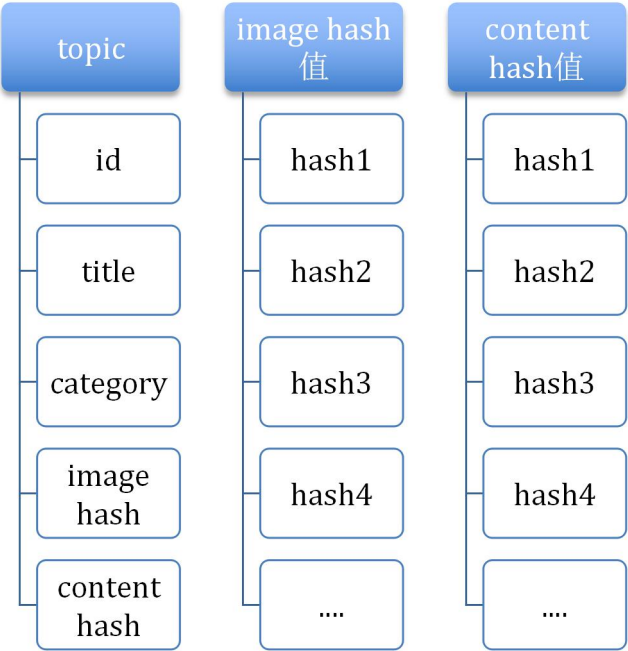 topic
id
title
category
image
hash
content
hash
image hash
值
hash1
hash2
hash3
hash4
....
content
hash值
hash1
hash2
hash3
hash4
....